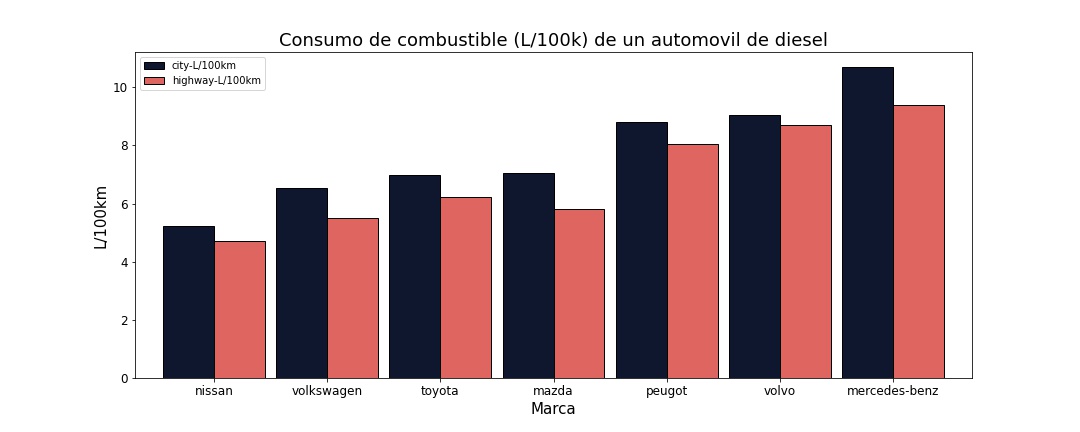 Consumo de combustible (L/100k) de un automovil de diesel
city-L/100km
highway-L/100km
10
8
6
4
2
0
L/100km
nissan volkswagen toyota mazda peugot volvo mercedes-benz
Marca